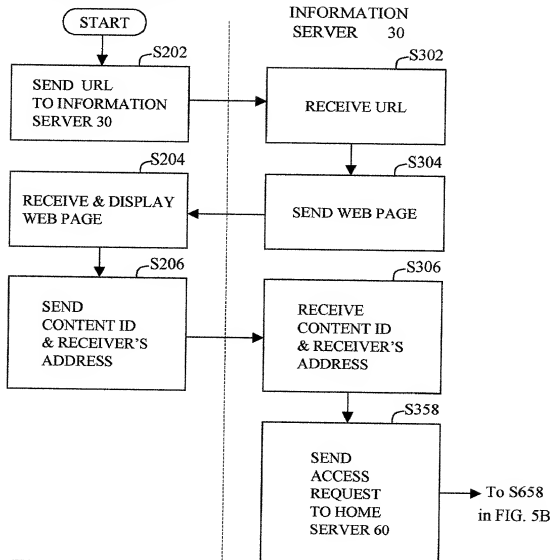 START
INFORMATION
SERVER 30
S202
SEND URL
TO INFORMATION
SERVER 30
S302
RECEIVE URL
S204
RECEIVE & DISPLAY
WEB PAGE
S304
SEND WEB PAGE
S206
SEND
CONTENT ID
& RECEIVER'S
ADDRESS
S306
RECEIVE
CONTENT ID
& RECEIVER'S
ADDRESS
S358
SEND
ACCESS
REQUEST
TO HOME
SERVER 60
To S658
in FIG. 5B